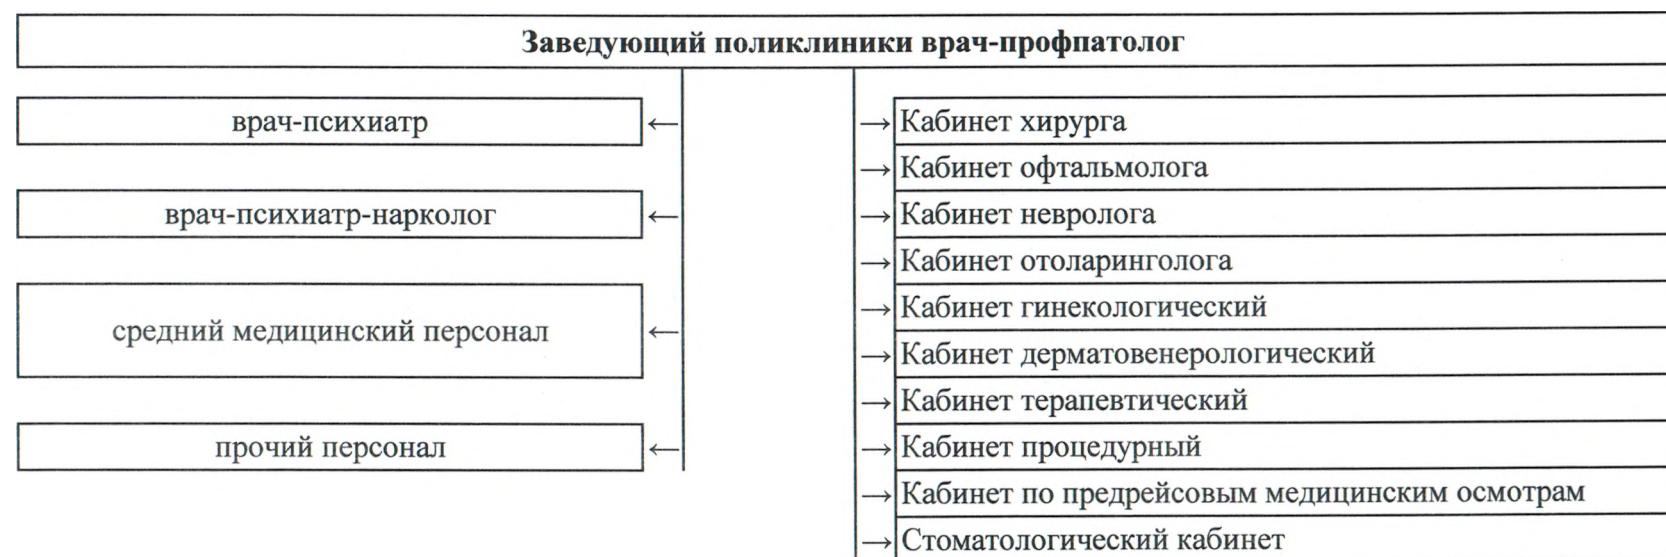 Заведующий поликлиники врач-профпатолог
врач-психиатр
врач-психиатр-нарколог
средний медицинский персонал
прочий персонал
Кабинет хирурга
Кабинет офтальмолога
Кабинет невролога
Кабинет отоларинголога
Кабинет гинекологический
Кабинет дерматовенерологический
Кабинет терапевтический
Кабинет процедурный
Кабинет по предрейсовым медицинским осмотрам
Стоматологический кабинет